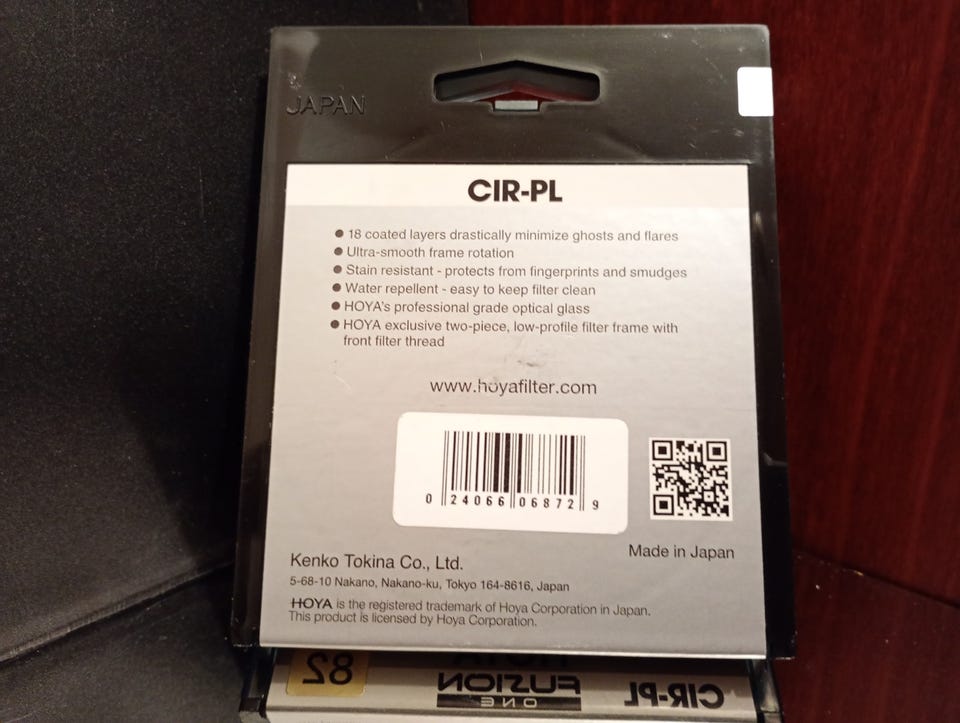 JAPAN
CIR-PL
● 18 coated layers drastically minimize ghosts and flares
● Ultra-smooth frame rotation
● Stain resistant - protects from fingerprints and smudges
● Water repellent - easy to keep filter clean
● HOYA's professional grade optical glass
● HOYA exclusive two-piece, low-profile filter frame with
front filter thread
www.hoyafilter.com
0 24066 06872 9
Made in Japan
Kenko Tokina Co., Ltd.
5-68-10 Nakano, Nakano-ku, Tokyo 164-8616, Japan
HOYA is the registered trademark of Hoya Corporation in Japan.
This product is licensed by Hoya Corporation.
82
HOYA
FUSION
ONE
CIR-PL